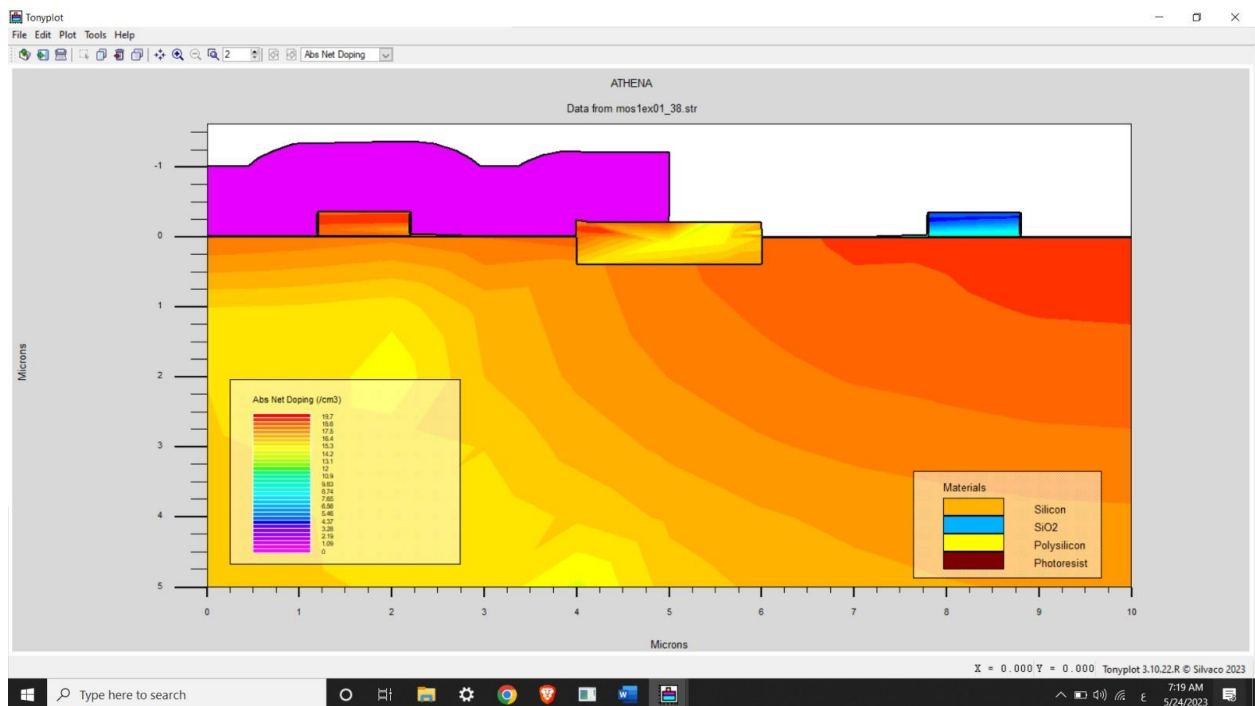 Tonyplot
File Edit Plot Tools Help
2 Abs Net Doping
ATHENA
Data from mos1ex01_38.str
-1
0
1
2
3
4
5
Microns
Abs Net Doping (/cm3)
19.7
18.6
17.5
16.4
15.3
14.2
13.1
12
10.9
9.83
8.74
7.65
6.56
5.46
4.37
3.28
2.19
1.09
0
Materials
Silicon
SiO2
Polysilicon
Photoresist
0 1 2 3 4 5 6 7 8 9 10
Microns
X = 0.000 Y = 0.000 Tonyplot 3.10.22.R © Silvaco 2023
Type here to search
ع
7:19 AM
5/24/2023